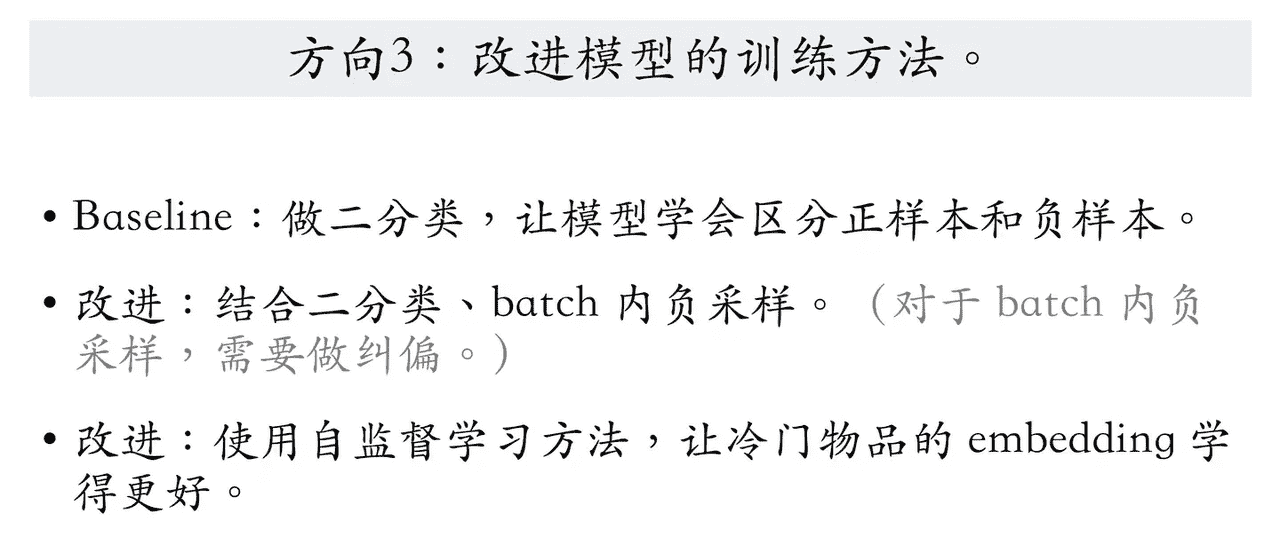 方向3：改进模型的训练方法。
• Baseline：做二分类，让模型学会区分正样本和负样本。
• 改进：结合二分类、batch 内负采样。（对于 batch 内负
采样，需要做纠偏。）
• 改进：使用自监督学习方法，让冷门物品的 embedding 学
得更好。